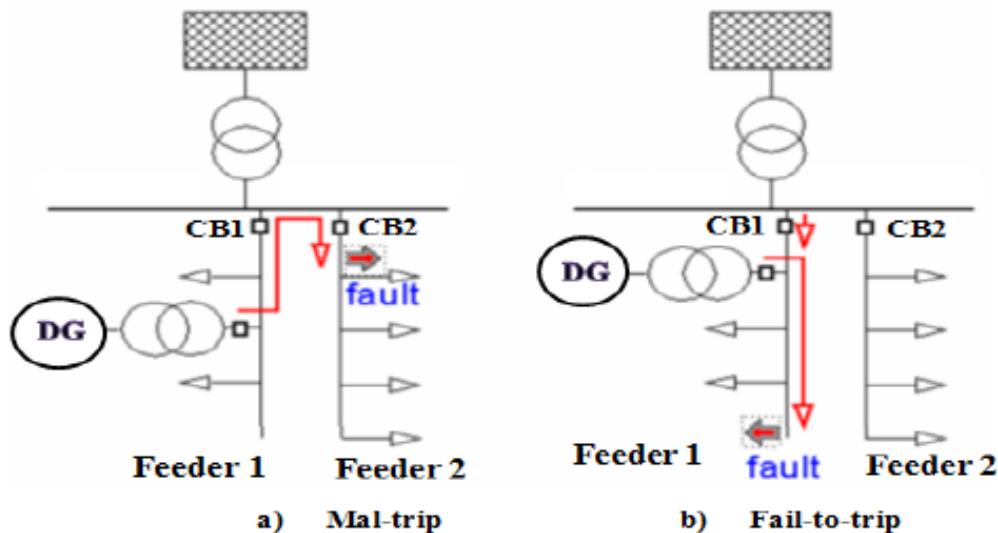 CB1
CB2
DG
fault
Feeder 1
Feeder 2
a) Mal-trip
CB1
CB2
DG
Feeder 1
fault
Feeder 2
b) Fail-to-trip